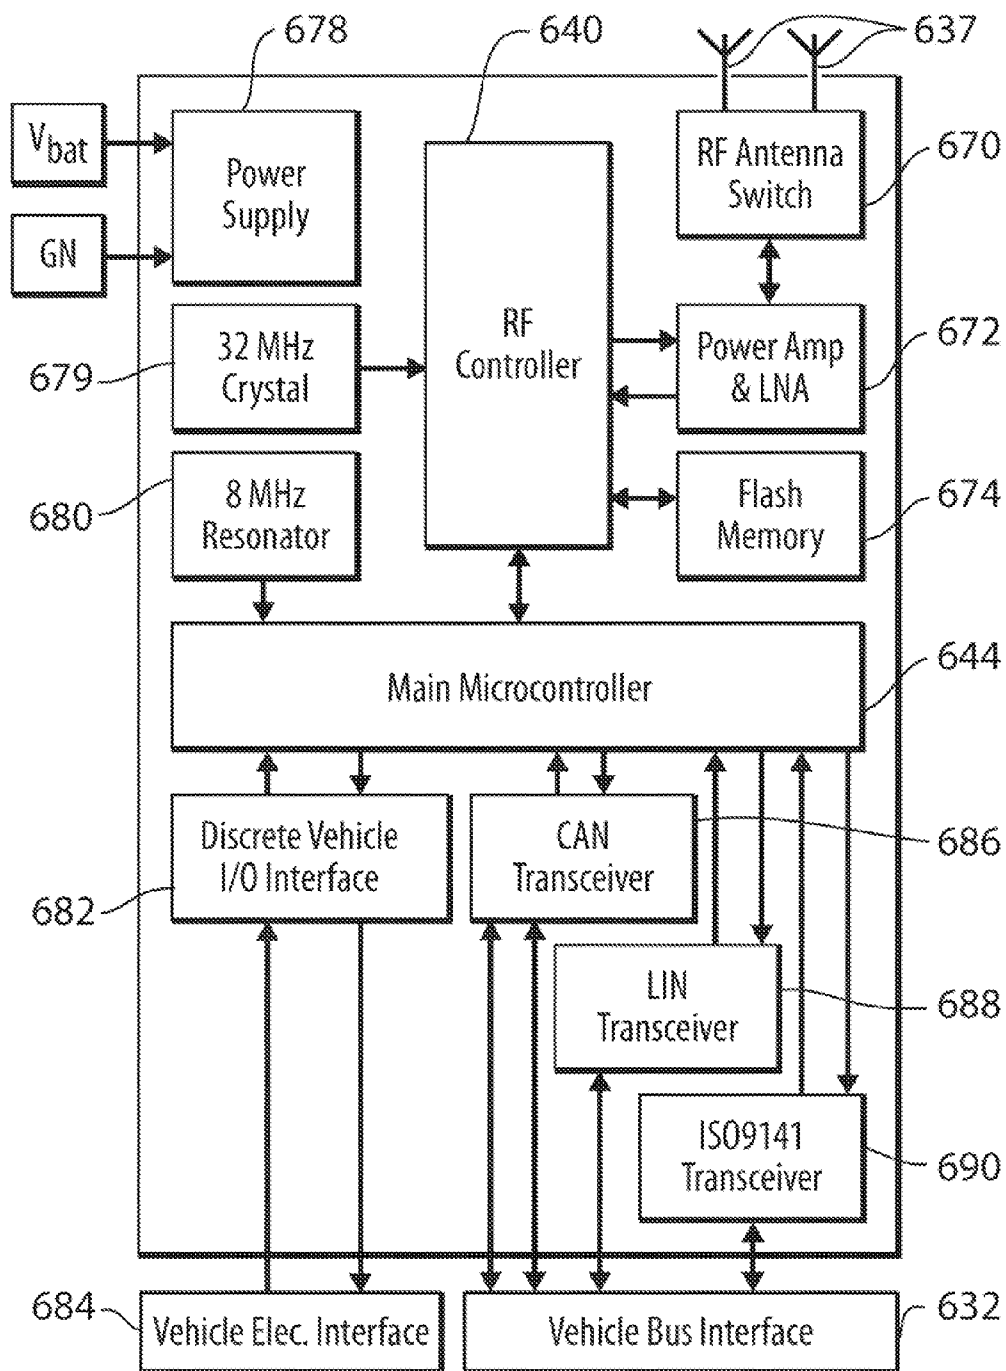 678
640
637
Vbat
Power
Supply
RF Antenna
Switch
670
GN
RF
Controller
679
32 MHz
Crystal
Power Amp
& LNA
672
680
8 MHz
Resonator
Flash
Memory
674
Main Microcontroller
644
Discrete Vehicle
I/O Interface
CAN
Transceiver
686
682
LIN
Transceiver
688
ISO9141
Transceiver
690
684
Vehicle Elec. Interface
Vehicle Bus Interface
632